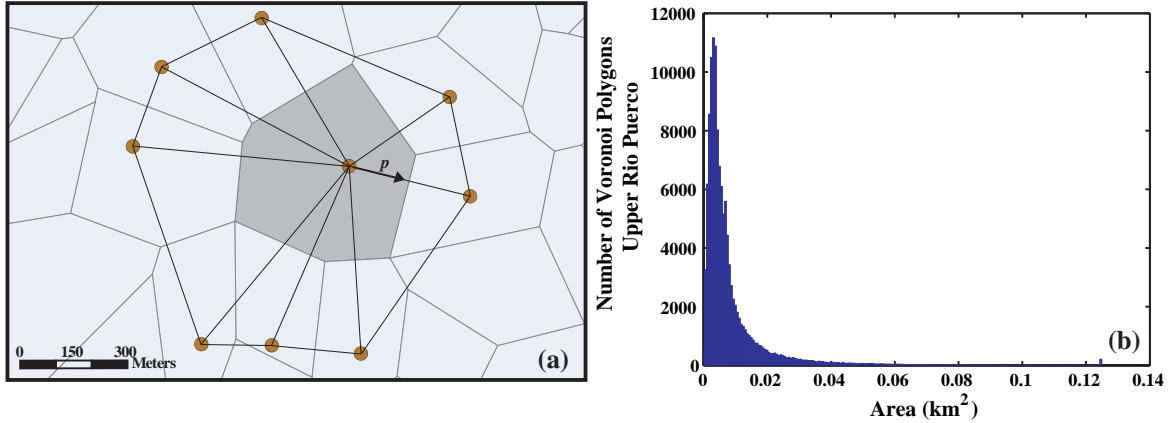 p
0 150 300
Meters
(a)
Number of Voronoi Polygons
Upper Rio Puerco
12000
10000
8000
6000
4000
2000
0
(b)
0 0.02 0.04 0.06 0.08 0.1 0.12 0.14
Area (km²)